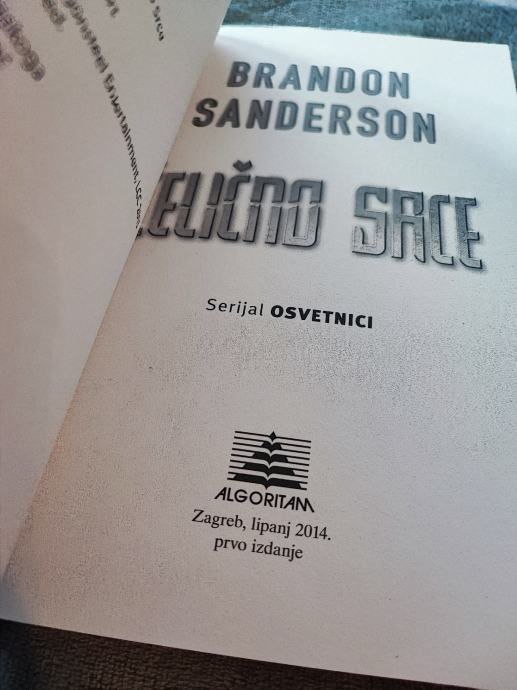 BRANDON
SANDERSON
ELIČNO SRCE
Serijal OSVETNICI
ALGORITAM
Zagreb, lipanj 2014.
prvo izdanje